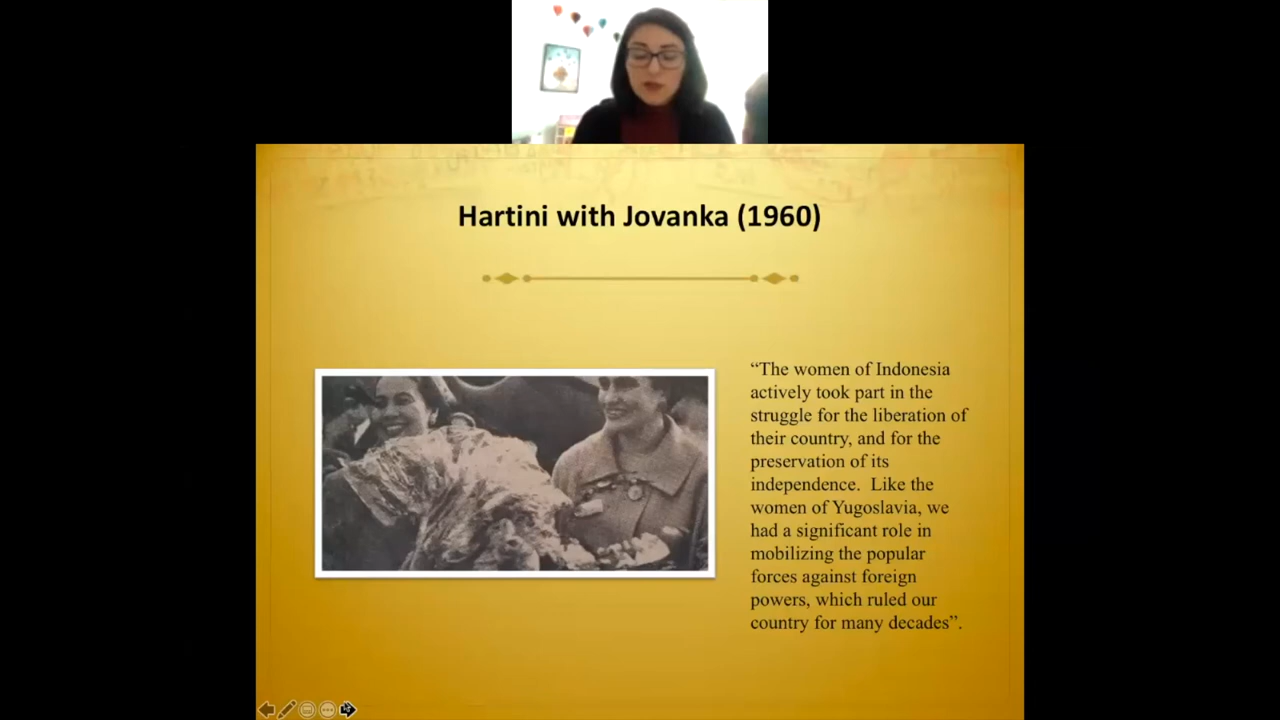 Hartini with Jovanka (1960)
“The women of Indonesia
actively took part in the
struggle for the liberation of
their country, and for the
preservation of its
independence.  Like the
women of Yugoslavia, we
had a significant role in
mobilizing the popular
forces against foreign
powers, which ruled our
country for many decades”.